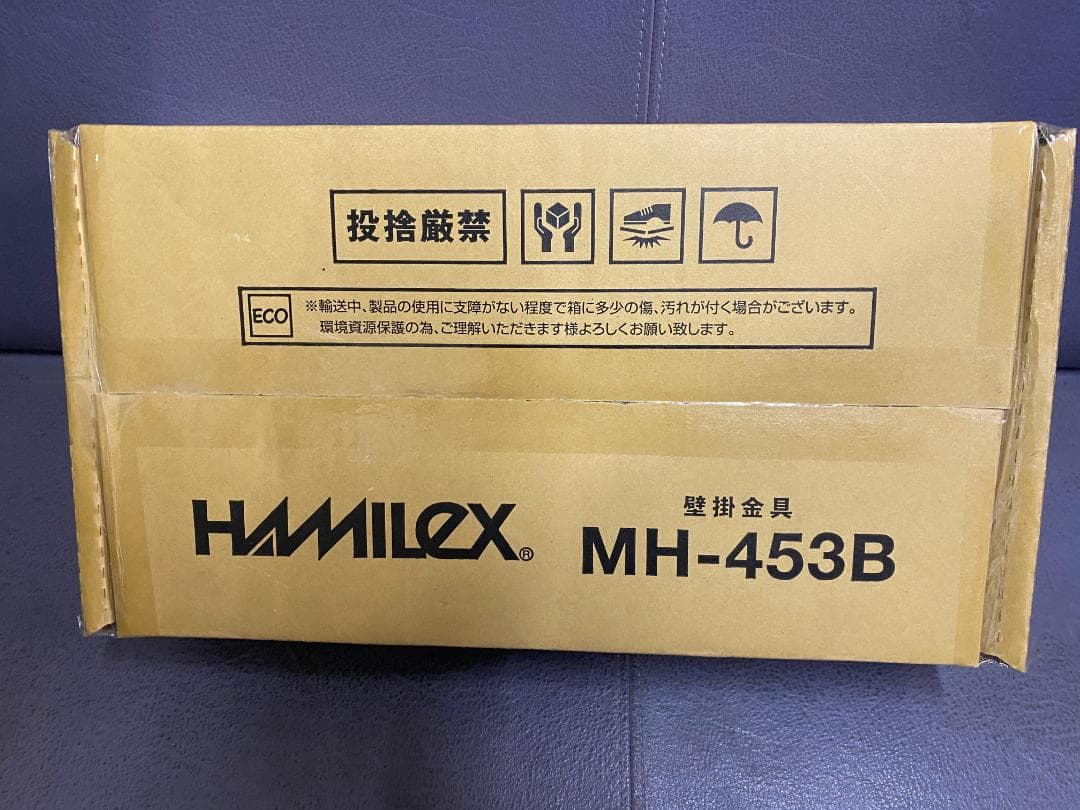 投捨厳禁
ECO
※輸送中、製品の使用に支障がない程度で箱に多少の傷、汚れが付く場合がございます。
環境資源保護の為、ご理解いただきます様よろしくお願い致します。
HAMILeX®
壁掛金具
MH-453B